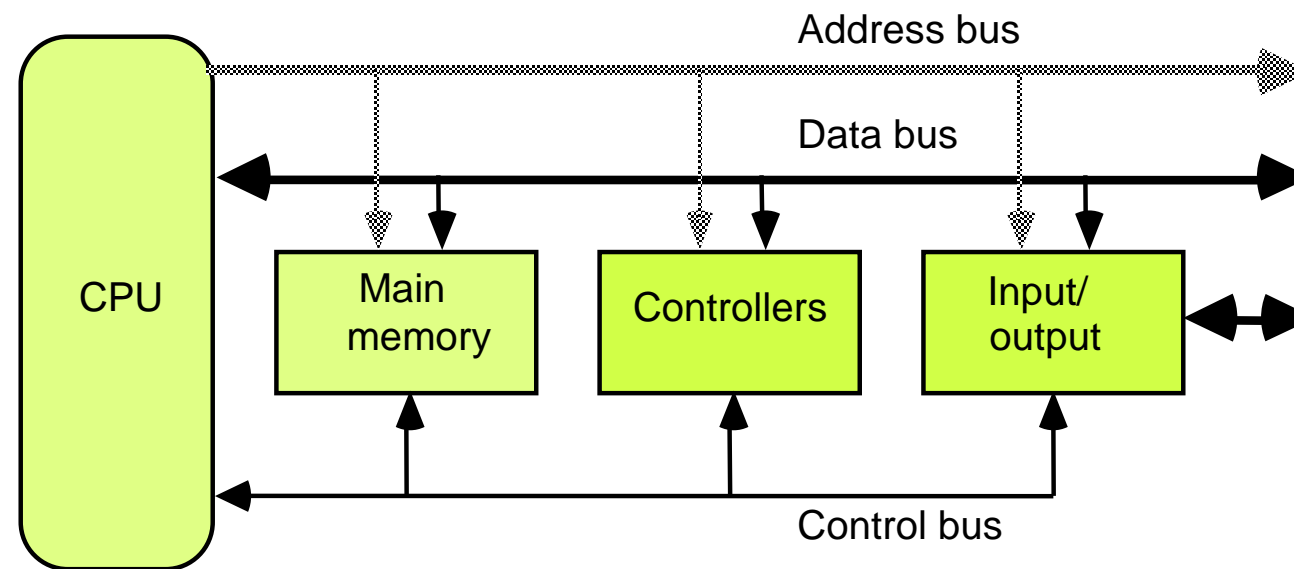 Address bus
Data bus
CPU
Main
memory
Controllers
Input/
output
Control bus